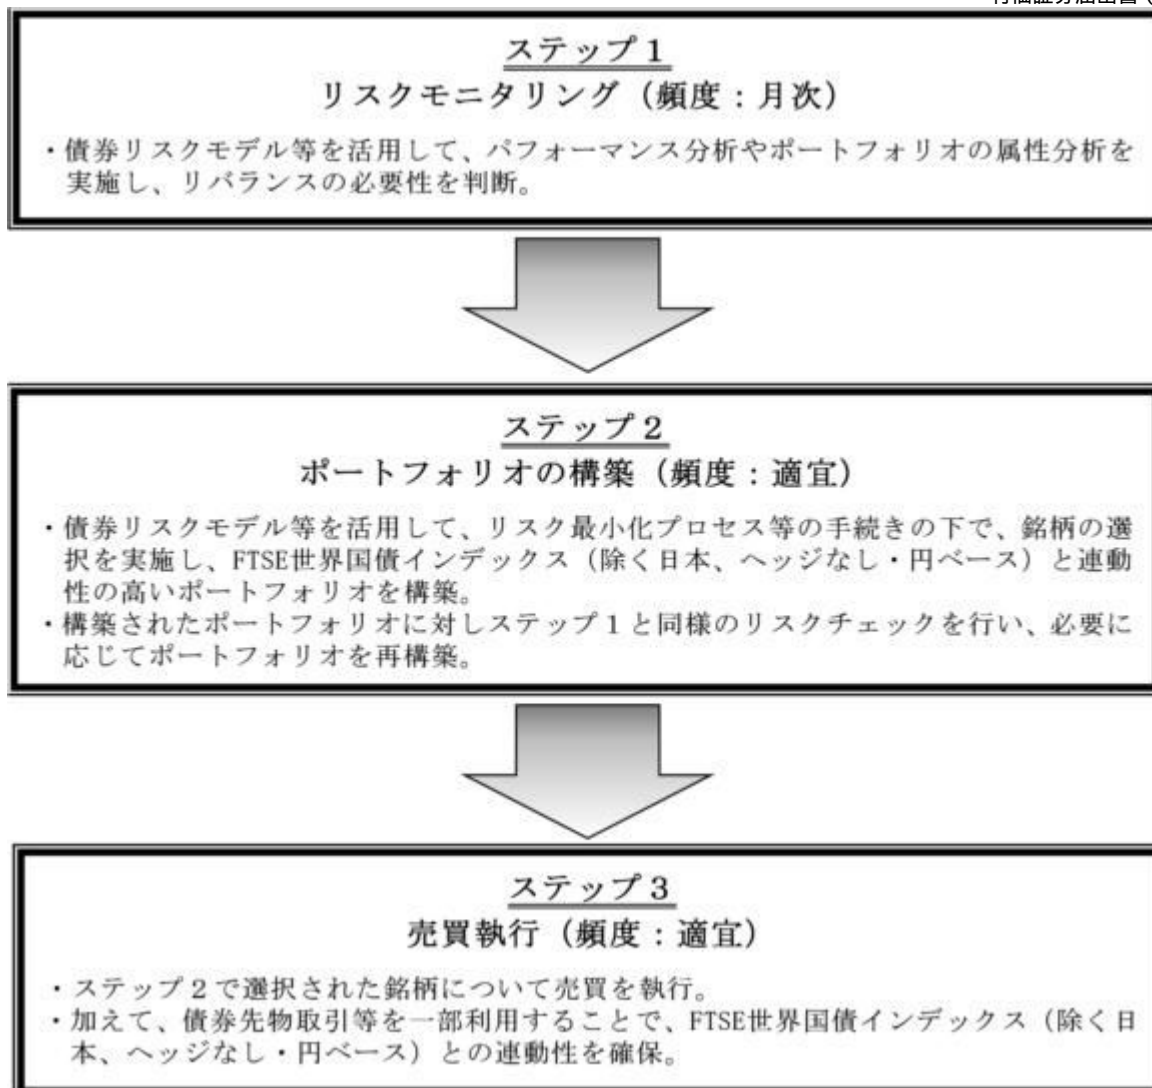 ステップ１
リスクモニタリング（頻度：月次）
・債券リスクモデル等を活用して、パフォーマンス分析やポートフォリオの属性分析を
実施し、リバランスの必要性を判断。
ステップ２
ポートフォリオの構築（頻度：適宜）
・債券リスクモデル等を活用して、リスク最小化プロセス等の手続きの下で、銘柄の選
択を実施し、FTSE世界国債インデックス（除く日本、ヘッジなし・円ベース）と連動
性の高いポートフォリオを構築。
・構築されたポートフォリオに対しステップ１と同様のリスクチェックを行い、必要に
応じてポートフォリオを再構築。
ステップ３
売買執行（頻度：適宜）
・ステップ２で選択された銘柄について売買を執行。
・加えて、債券先物取引等を一部利用することで、FTSE世界国債インデックス（除く日
本、ヘッジなし・円ベース）との連動性を確保。